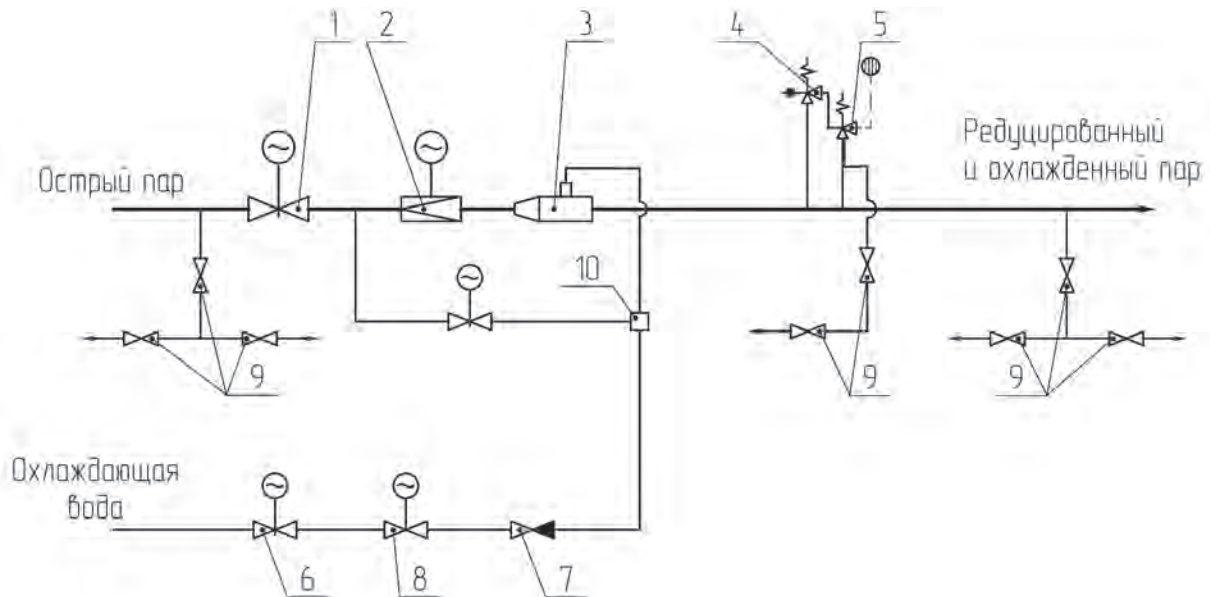 1
2
3
4
5
Острый пар
Редуцированный
и охлажденный пар
10
9
9
9
Охлаждающая
вода
6
8
7